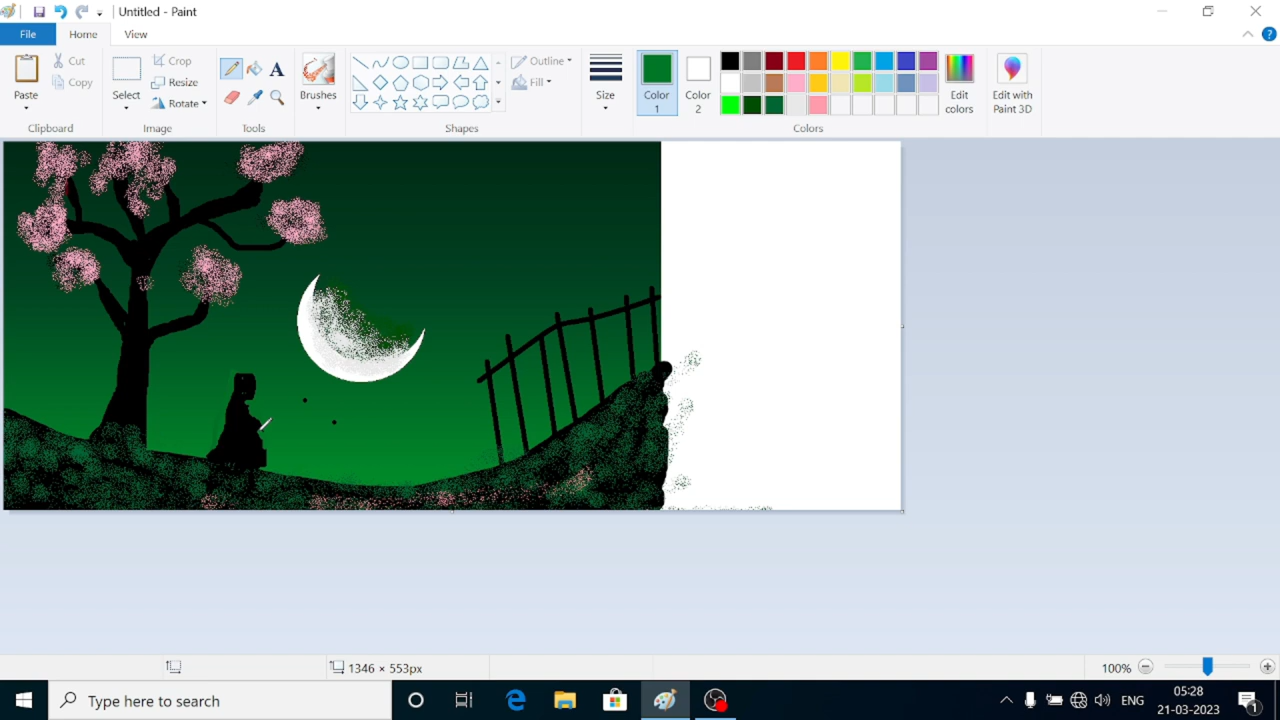 Untitled - Paint
File
Home
View
Paste
Cut
Copy
Clipboard
Select
Crop
Resize
Rotate
Image
Tools
Brushes
Shapes
Outline
Fill
Size
Color 1
Color 2
Edit colors
Colors
Edit with Paint 3D
1346 × 553px
100%
Type here to search
ENG
05:28
21-03-2023
1